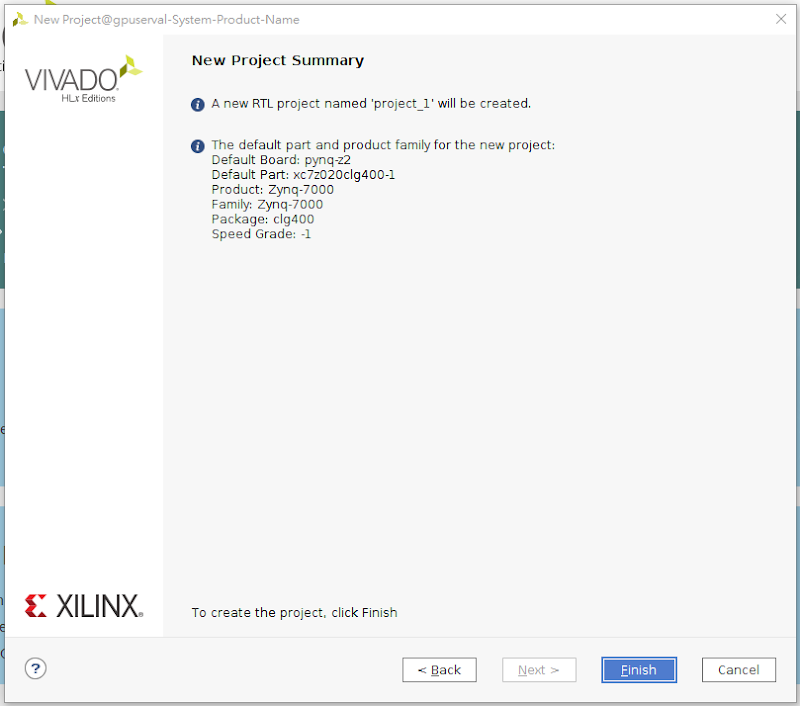 New Project@gpuserval-System-Product-Name
VIVADO
HLx Editions
New Project Summary
A new RTL project named 'project_1' will be created.
The default part and product family for the new project:
Default Board: pynq-z2
Default Part: xc7z020clg400-1
Product: Zynq-7000
Family: Zynq-7000
Package: clg400
Speed Grade: -1
XILINX
To create the project, click Finish
?
< Back
Next >
Finish
Cancel